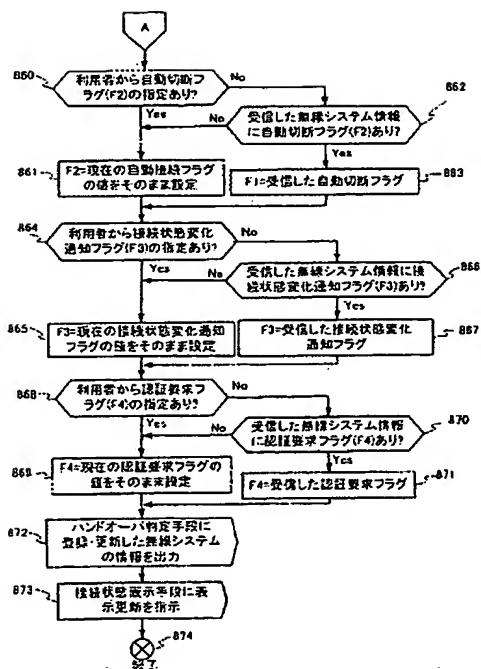 A
860
利用者から自動切断フ
ラグ(F2)の指定あり?
No
862
受信した無線システム情報
に自動切断フラグ(F2)あり?
No
Yes
Yes
861
F2=現在の自動接続フラグ
の値をそのまま設定
F1=受信した自動切断フラグ
863
864
利用者から接続状態変化
通知フラグ(F3)の指定あり?
No
866
受信した無線システム情報に接
続状態変化通知フラグ(F3)あり?
No
Yes
Yes
865
F3=現在の接続状態変化通知
フラグの値をそのまま設定
F3=受信した接続状態変化
通知フラグ
867
868
利用者から認証要求フ
ラグ(F4)の指定あり?
No
870
受信した無線システム情報
に認証要求フラグ(F4)あり?
No
Yes
Yes
869
F4=現在の認証要求フラグの
値をそのまま設定
F4=受信した認証要求フラグ
871
872
ハンドオーバ判定手段に
登録・更新した無線システム
の情報を出力
873
接続状態表示手段に表
示更新を指示
874
終了